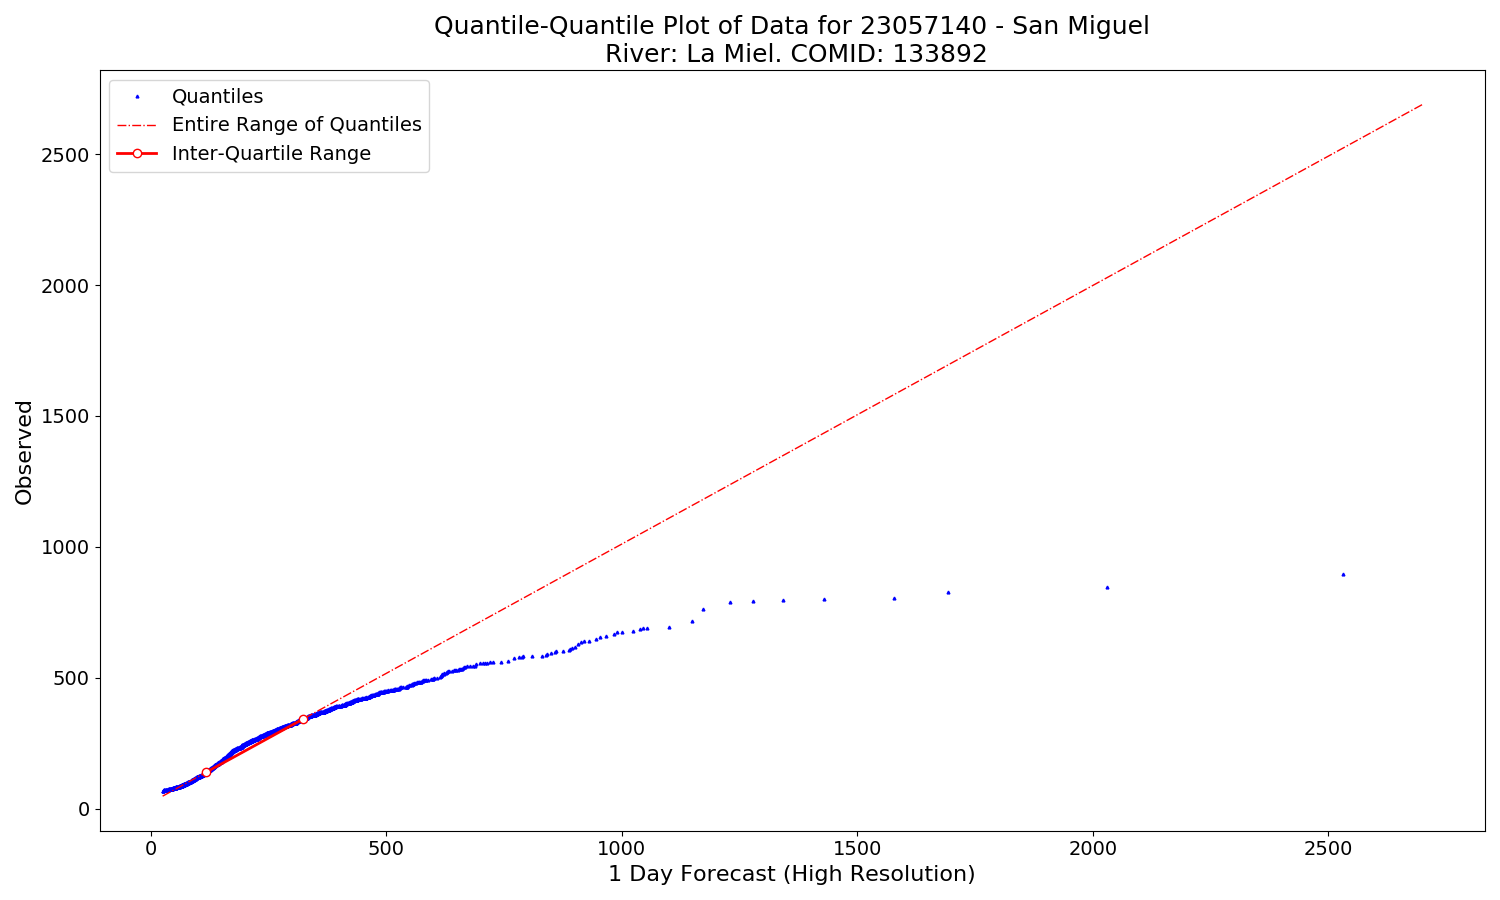 Quantile-Quantile Plot of Data for 23057140 - San Miguel
River: La Miel. COMID: 133892
Quantiles
Entire Range of Quantiles
Inter-Quartile Range
Observed
2500
2000
1500
1000
500
0
0 500 1000 1500 2000 2500
1 Day Forecast (High Resolution)